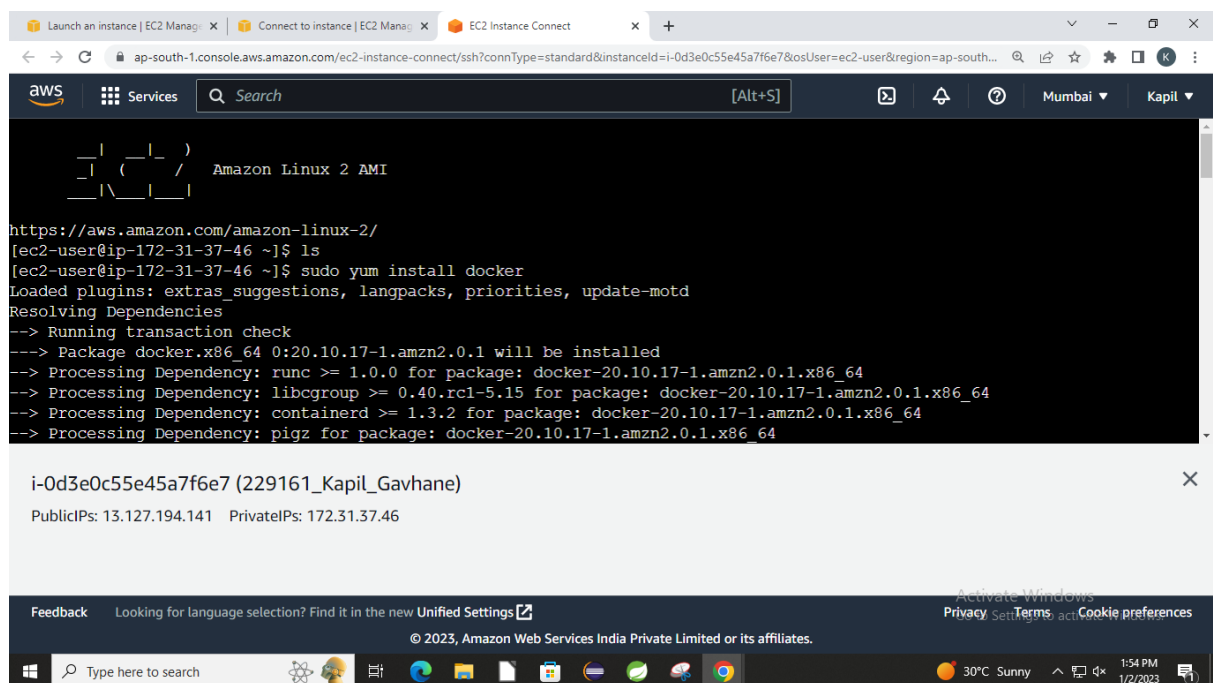 Launch an instance | EC2 Manage
Connect to instance | EC2 Manag
EC2 Instance Connect
ap-south-1.console.aws.amazon.com/ec2-instance-connect/ssh?connType=standard&instanceId=i-0d3e0c55e45a7f6e7&osUser=ec2-user&region=ap-south...
K
aws
Services
Search
[Alt+S]
Mumbai ▼
Kapil ▼
__|  __|_  )
_|  (     /   Amazon Linux 2 AMI
___|\___|___|
https://aws.amazon.com/amazon-linux-2/
[ec2-user@ip-172-31-37-46 ~]$ ls
[ec2-user@ip-172-31-37-46 ~]$ sudo yum install docker
Loaded plugins: extras_suggestions, langpacks, priorities, update-motd
Resolving Dependencies
--> Running transaction check
---> Package docker.x86_64 0:20.10.17-1.amzn2.0.1 will be installed
--> Processing Dependency: runc >= 1.0.0 for package: docker-20.10.17-1.amzn2.0.1.x86_64
--> Processing Dependency: libcgroup >= 0.40.rc1-5.15 for package: docker-20.10.17-1.amzn2.0.1.x86_64
--> Processing Dependency: containerd >= 1.3.2 for package: docker-20.10.17-1.amzn2.0.1.x86_64
--> Processing Dependency: pigz for package: docker-20.10.17-1.amzn2.0.1.x86_64
i-0d3e0c55e45a7f6e7 (229161_Kapil_Gavhane)
PublicIPs: 13.127.194.141 PrivateIPs: 172.31.37.46
Activate Windows
Feedback
Looking for language selection? Find it in the new Unified Settings
Privacy
Terms
Cookie preferences
© 2023, Amazon Web Services India Private Limited or its affiliates.
Type here to search
30°C Sunny
1:54 PM
1/2/2023